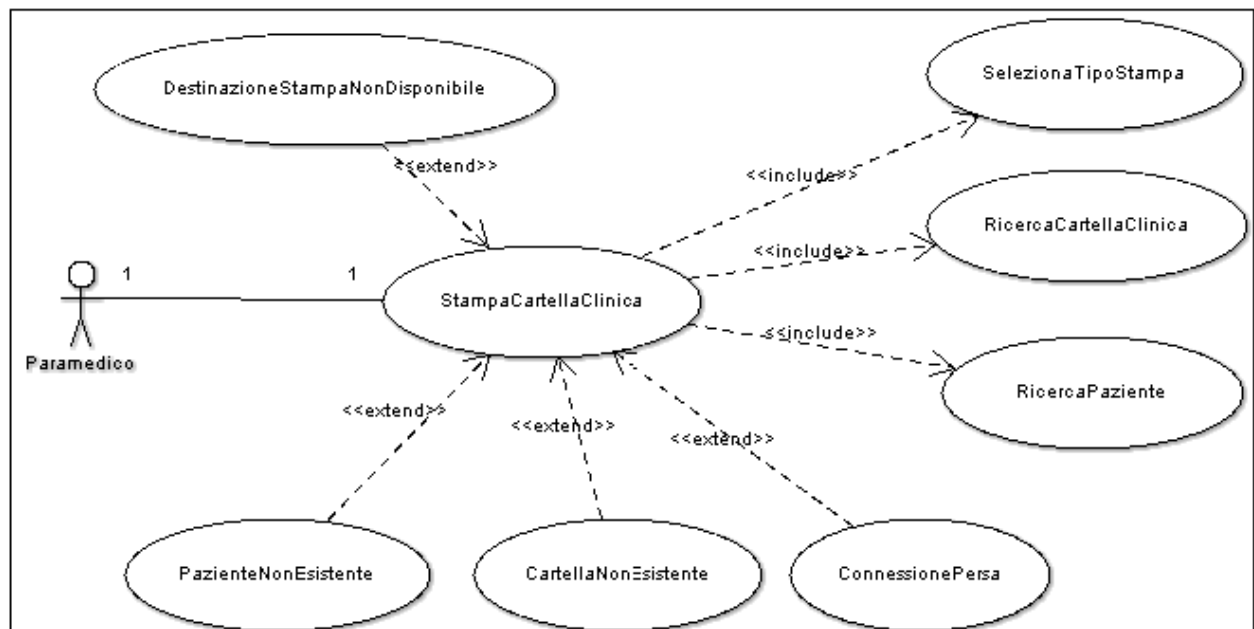 DestinazioneStampaNonDisponibile
SelezionaTipoStampa
<<extend>>
<<include>>
RicercaCartellaClinica
<<include>>
1
1
StampaCartellaClinica
<<include>>
Paramedico
RicercaPaziente
<<extend>>
<<extend>>
<<extend>>
PazienteNonEsistente
CartellaNonEsistente
ConnessionePersa